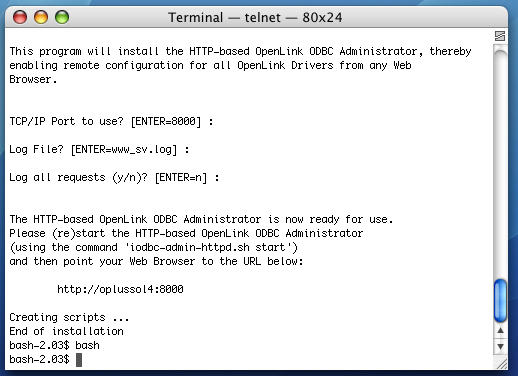 Terminal — telnet — 80x24
This program will install the HTTP-based OpenLink ODBC Administrator, thereby
enabling remote configuration for all OpenLink Drivers from any Web
Browser.
TCP/IP Port to use? [ENTER=8000] :
Log File? [ENTER=www_sv.log] :
Log all requests (y/n)? [ENTER=n] :
The HTTP-based OpenLink ODBC Administrator is now ready for use.
Please (re)start the HTTP-based OpenLink ODBC Administrator
(using the command 'iodbc-admin-httpd.sh start')
and then point your Web Browser to the URL below:
http://oplussol4:8000
Creating scripts ...
End of installation
bash-2.03$ bash
bash-2.03$